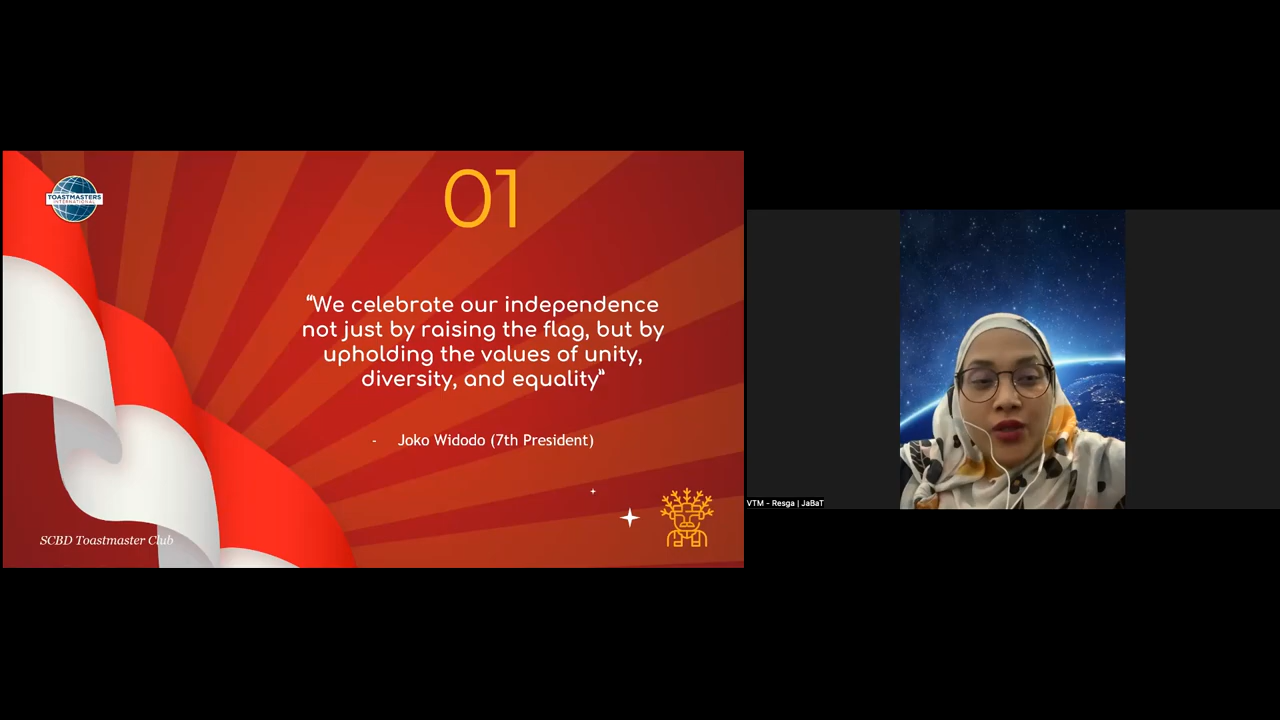 TOASTMASTERS
INTERNATIONAL
01
“We celebrate our independence
not just by raising the flag, but by
upholding the values of unity,
diversity, and equality”
- Joko Widodo (7th President)
SCBD Toastmaster Club
VTM - Resga | JaBaT